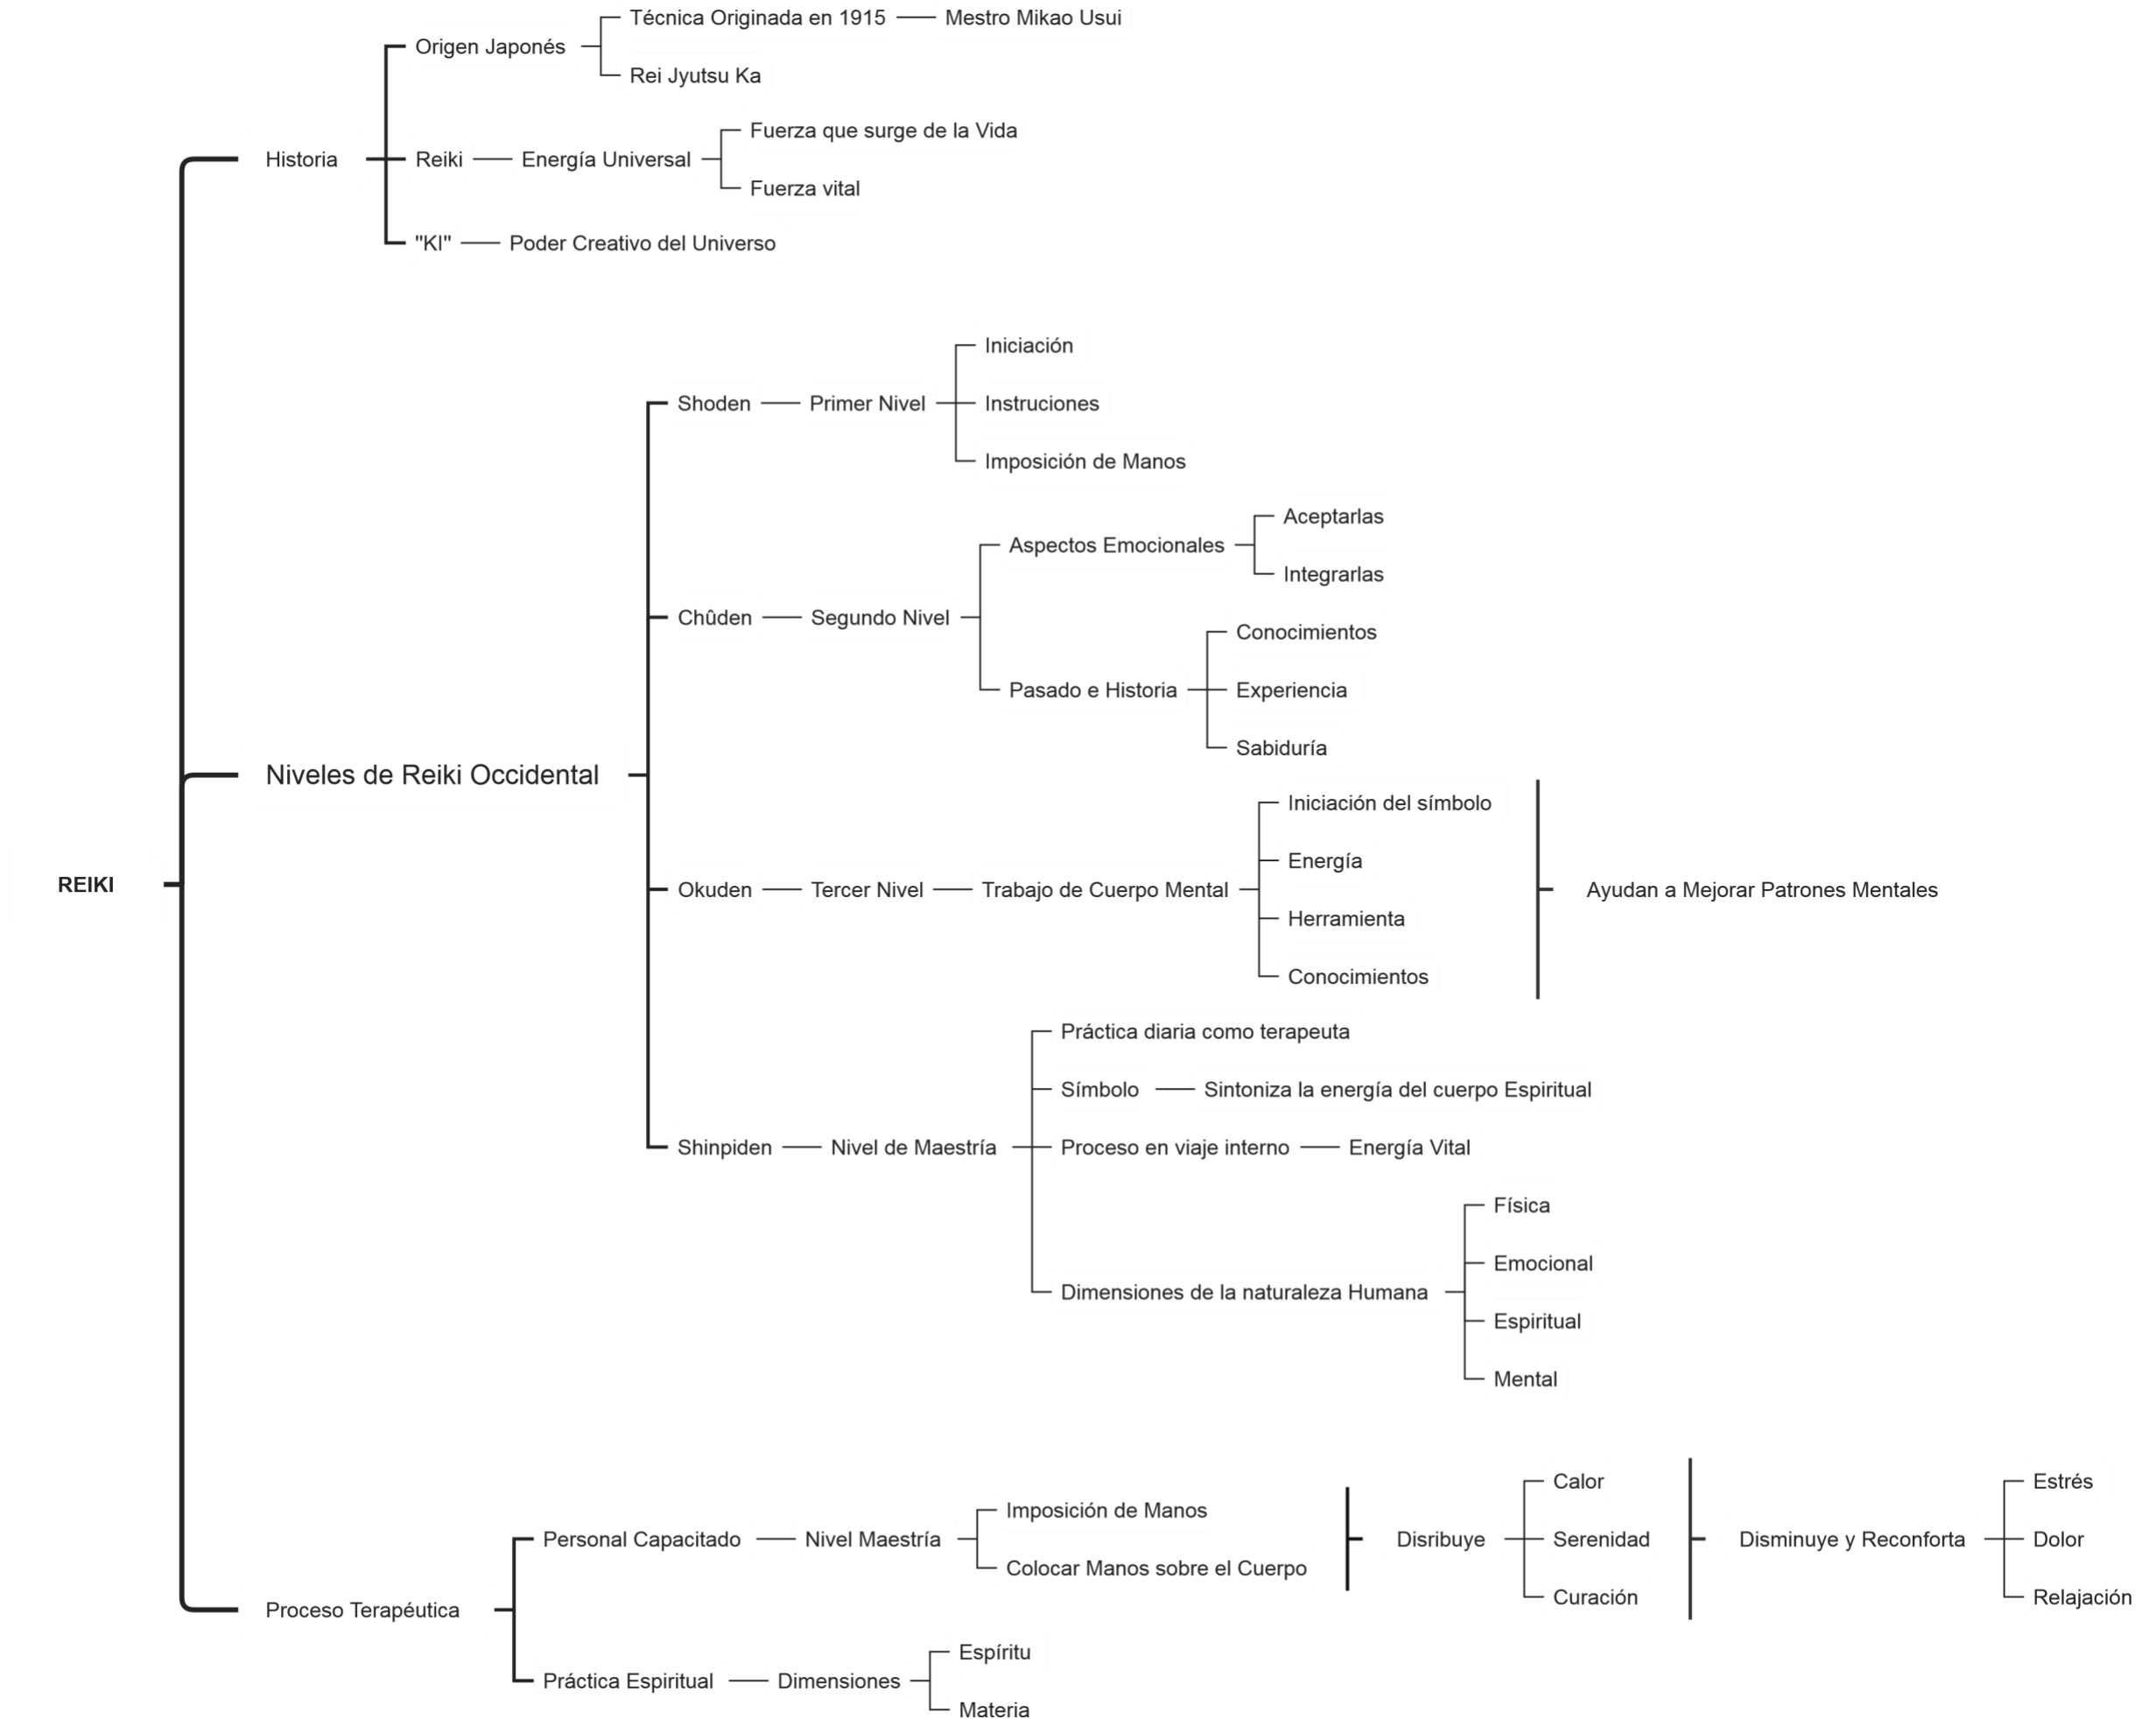 Técnica Originada en 1915
Mestro Mikao Usui
Origen Japonés
Rei Jyutsu Ka
Fuerza que surge de la Vida
Historia
Reiki
Energía Universal
Fuerza vital
"KI"
Poder Creativo del Universo
Iniciación
Shoden
Primer Nivel
Instruciones
Imposición de Manos
Aceptarlas
Aspectos Emocionales
Integrarlas
Chûden
Segundo Nivel
Conocimientos
Pasado e Historia
Experiencia
Sabiduría
Niveles de Reiki Occidental
Iniciación del símbolo
Energía
REIKI
Okuden
Tercer Nivel
Trabajo de Cuerpo Mental
Ayudan a Mejorar Patrones Mentales
Herramienta
Conocimientos
Práctica diaria como terapeuta
Símbolo
Sintoniza la energía del cuerpo Espiritual
Shinpiden
Nivel de Maestría
Proceso en viaje interno
Energía Vital
Física
Emocional
Dimensiones de la naturaleza Humana
Espiritual
Mental
Calor
Estrés
Imposición de Manos
Personal Capacitado
Nivel Maestría
Disribuye
Serenidad
Disminuye y Reconforta
Dolor
Colocar Manos sobre el Cuerpo
Curación
Relajación
Proceso Terapéutica
Espíritu
Práctica Espiritual
Dimensiones
Materia